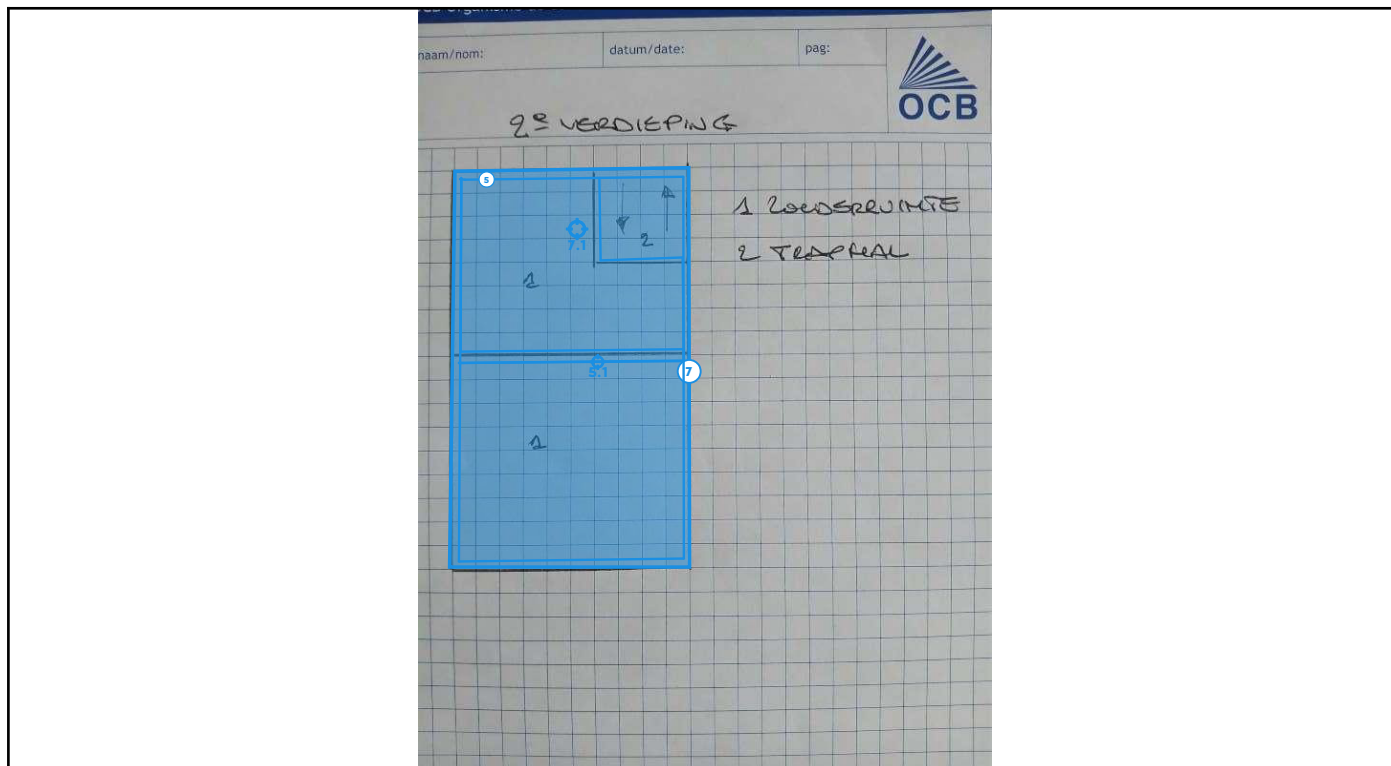 naam/nom:
datum/date:
pag:
OCB
2e VERDIEPING
5
7.1
2
1
5.1
7
1
1 ZOLDERRUIMTE
2 TRAPHAL